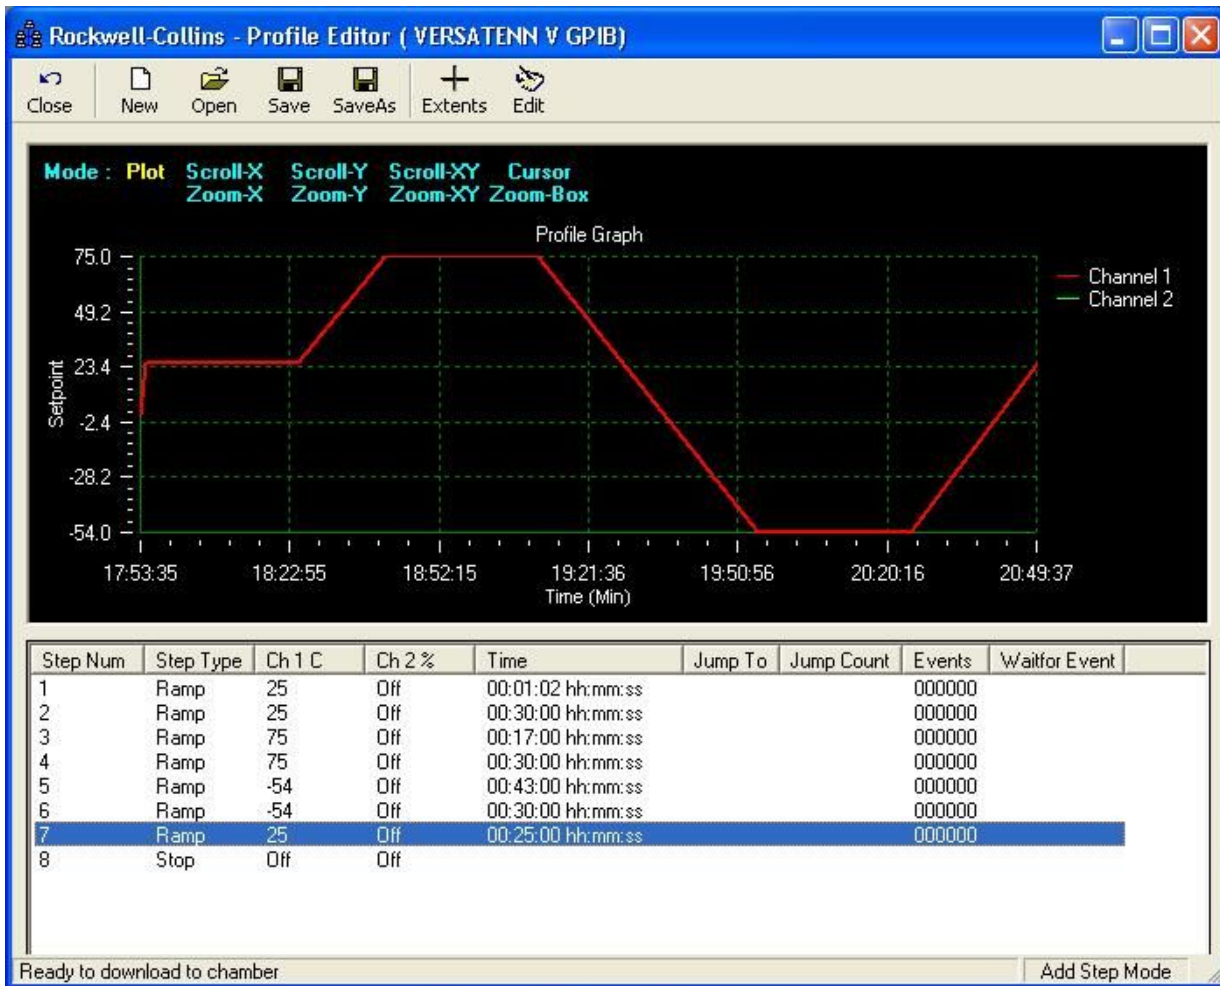 Rockwell-Collins - Profile Editor ( VERSATENN V GPIB)
Close New Open Save SaveAs Extents Edit
Mode : Plot Scroll-X Scroll-Y Scroll-XY Cursor
Zoom-X Zoom-Y Zoom-XY Zoom-Box
Profile Graph
75.0
49.2
23.4
-2.4
-28.2
-54.0
Setpoint
Channel 1
Channel 2
17:53:35 18:22:55 18:52:15 19:21:36 19:50:56 20:20:16 20:49:37
Time (Min)
Step Num Step Type Ch 1 C Ch 2 % Time Jump To Jump Count Events Waitfor Event
1 Ramp 25 Off 00:01:02 hh:mm:ss 000000
2 Ramp 25 Off 00:30:00 hh:mm:ss 000000
3 Ramp 75 Off 00:17:00 hh:mm:ss 000000
4 Ramp 75 Off 00:30:00 hh:mm:ss 000000
5 Ramp -54 Off 00:43:00 hh:mm:ss 000000
6 Ramp -54 Off 00:30:00 hh:mm:ss 000000
7 Ramp 25 Off 00:25:00 hh:mm:ss 000000
8 Stop Off Off
Ready to download to chamber Add Step Mode